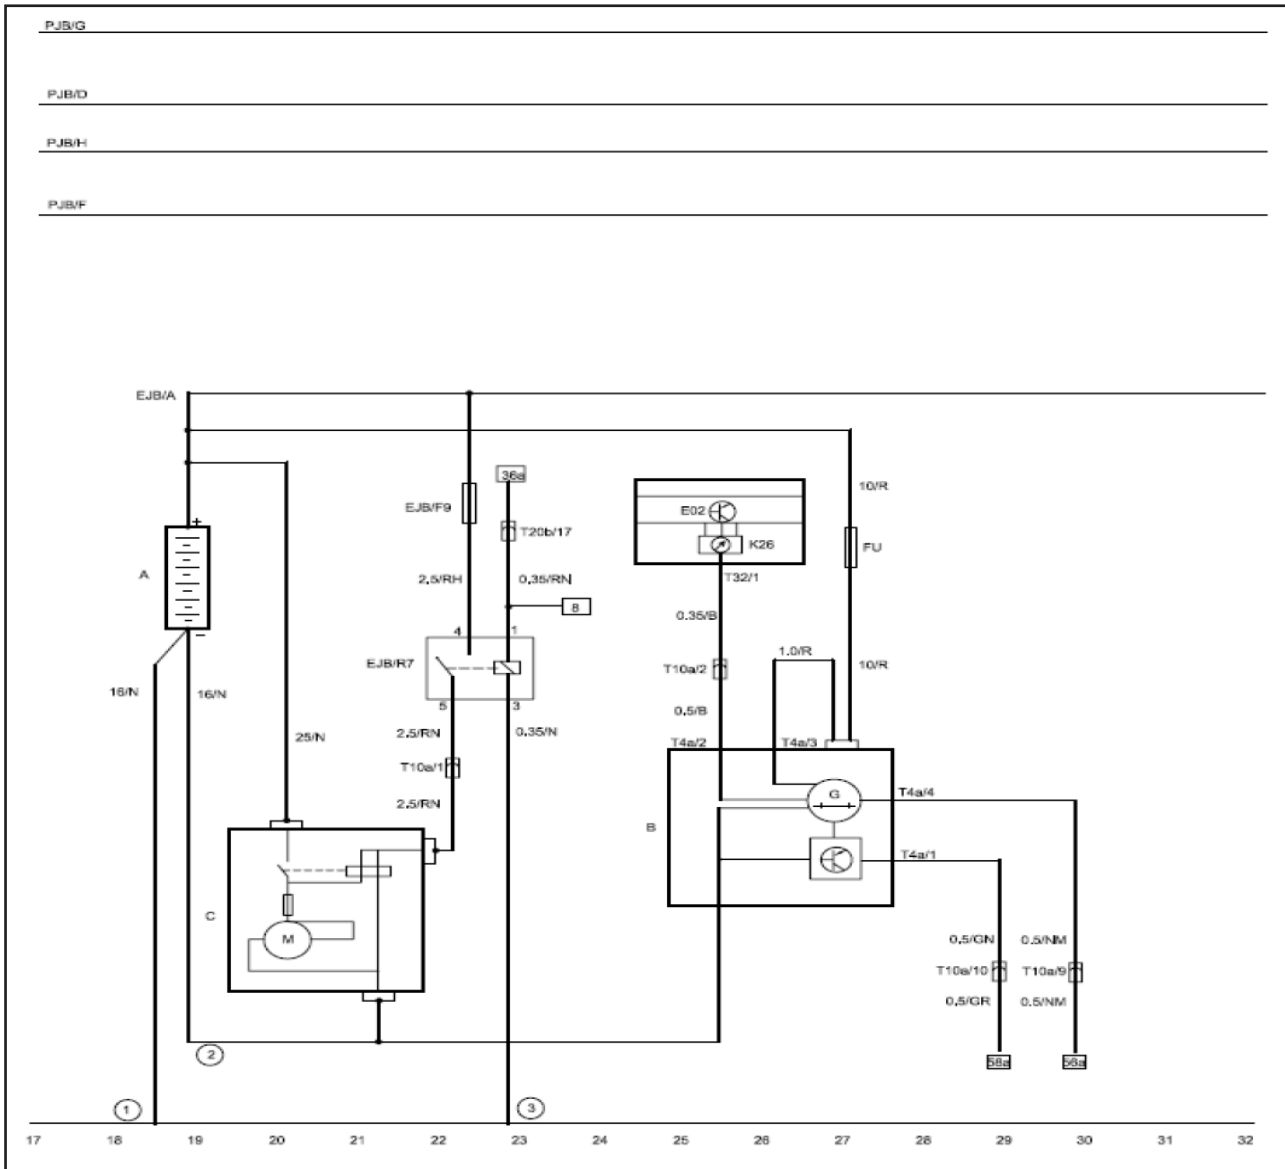 PJB/G
PJB/D
PJB/H
PJB/F
EJB/A
10/R
36a
E02
EJB/F9
T20b/17
K26
FU
+
A
2,5/RH
0,35/RN
T32/1
8
0.35/B
−
4
1
1.0/R
EJB/R7
T10a/2
10/R
16/N
16/N
5
3
0,5/B
25/N
2,5/RN
0,35/N
T4a/2
T4a/3
T10a/1
2,5/RN
G
T4a/4
B
T4a/1
C
M
0,5/GN
0.5/NM
T10a/10
T10a/9
0,5/GR
0.5/NM
2
58a
56a
1
3
17 18 19 20 21 22 23 24 25 26 27 28 29 30 31 32